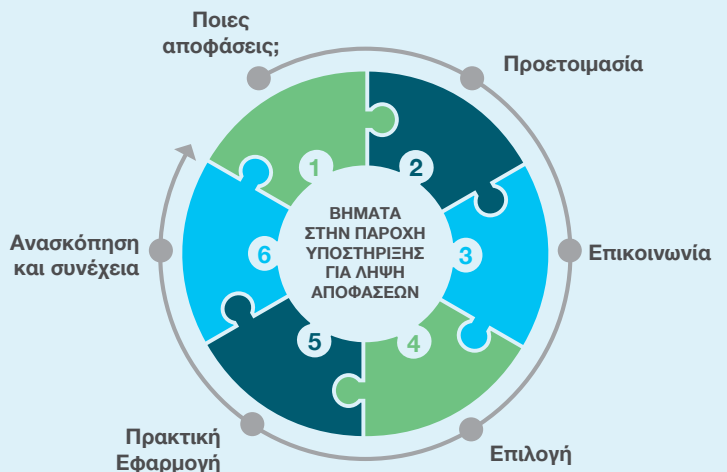 Ποιες
αποφάσεις;
Προετοιμασία
1
2
ΒΗΜΑΤΑ
ΣΤΗΝ ΠΑΡΟΧΗ
ΥΠΟΣΤΗΡΙΞΗΣ
ΓΙΑ ΛΗΨΗ
ΑΠΟΦΑΣΕΩΝ
3
Επικοινωνία
4
Επιλογή
5
Πρακτική
Εφαρμογή
6
Ανασκόπηση
και συνέχεια